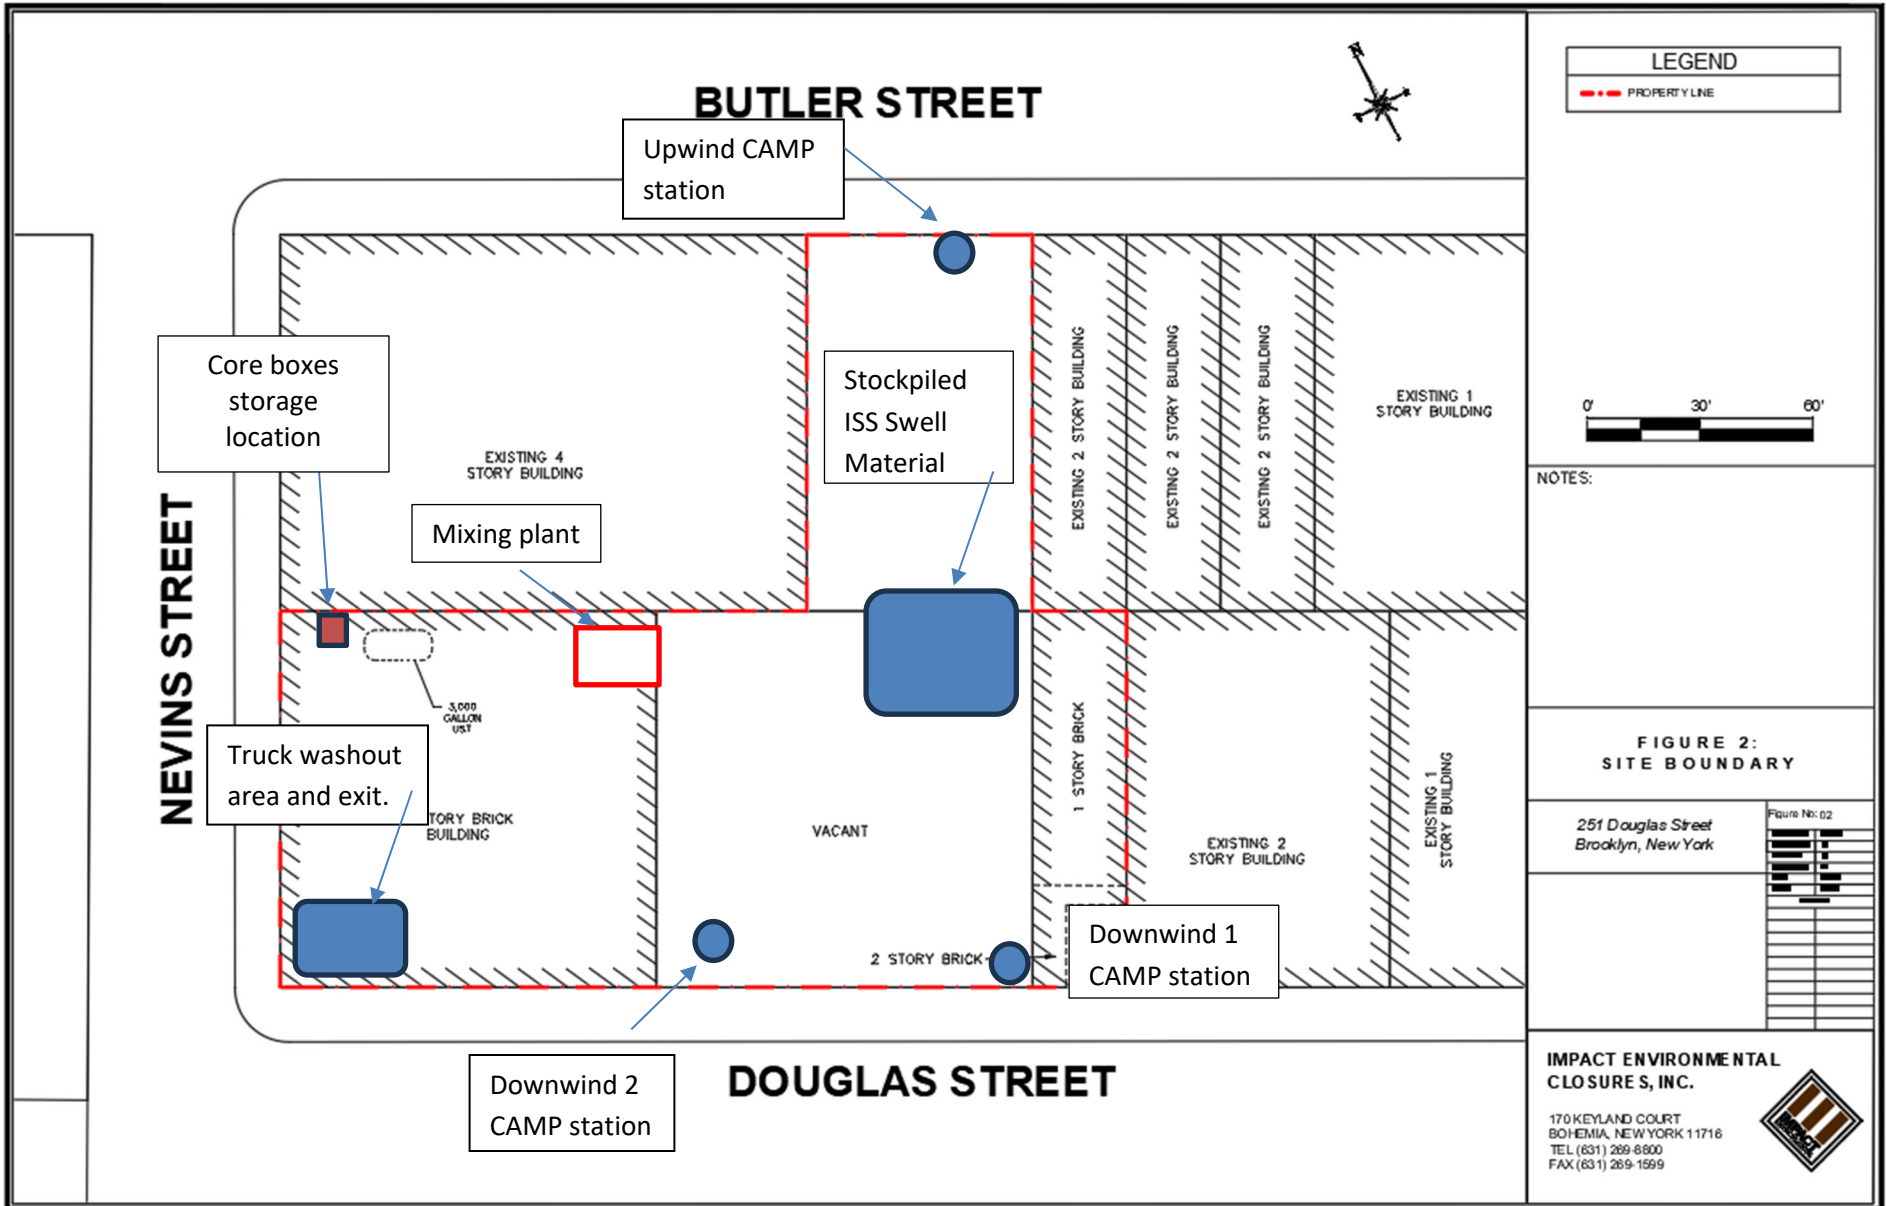 BUTLER STREET
N
LEGEND
PROPERTY LINE
Upwind CAMP
station
Core boxes
storage
location
Stockpiled
ISS Swell
Material
EXISTING 2 STORY BUILDING
EXISTING 2 STORY BUILDING
EXISTING 2 STORY BUILDING
EXISTING 1
STORY BUILDING
0'
30'
60'
EXISTING 4
STORY BUILDING
NOTES:
Mixing plant
NEVINS STREET
3,000
GALLON
UST
Truck washout
area and exit.
TORY BRICK
BUILDING
VACANT
1 STORY BRICK
EXISTING 2
STORY BUILDING
EXISTING 1
STORY BUILDING
FIGURE 2:
SITE BOUNDARY
251 Douglas Street
Brooklyn, New York
Figure No: 02
2 STORY BRICK
Downwind 1
CAMP station
Downwind 2
CAMP station
DOUGLAS STREET
IMPACT ENVIRONMENTAL
CLOSURES, INC.
170 KEYLAND COURT
BOHEMIA, NEW YORK 11716
TEL (631) 269-8800
FAX (631) 269-1599
IMPACT